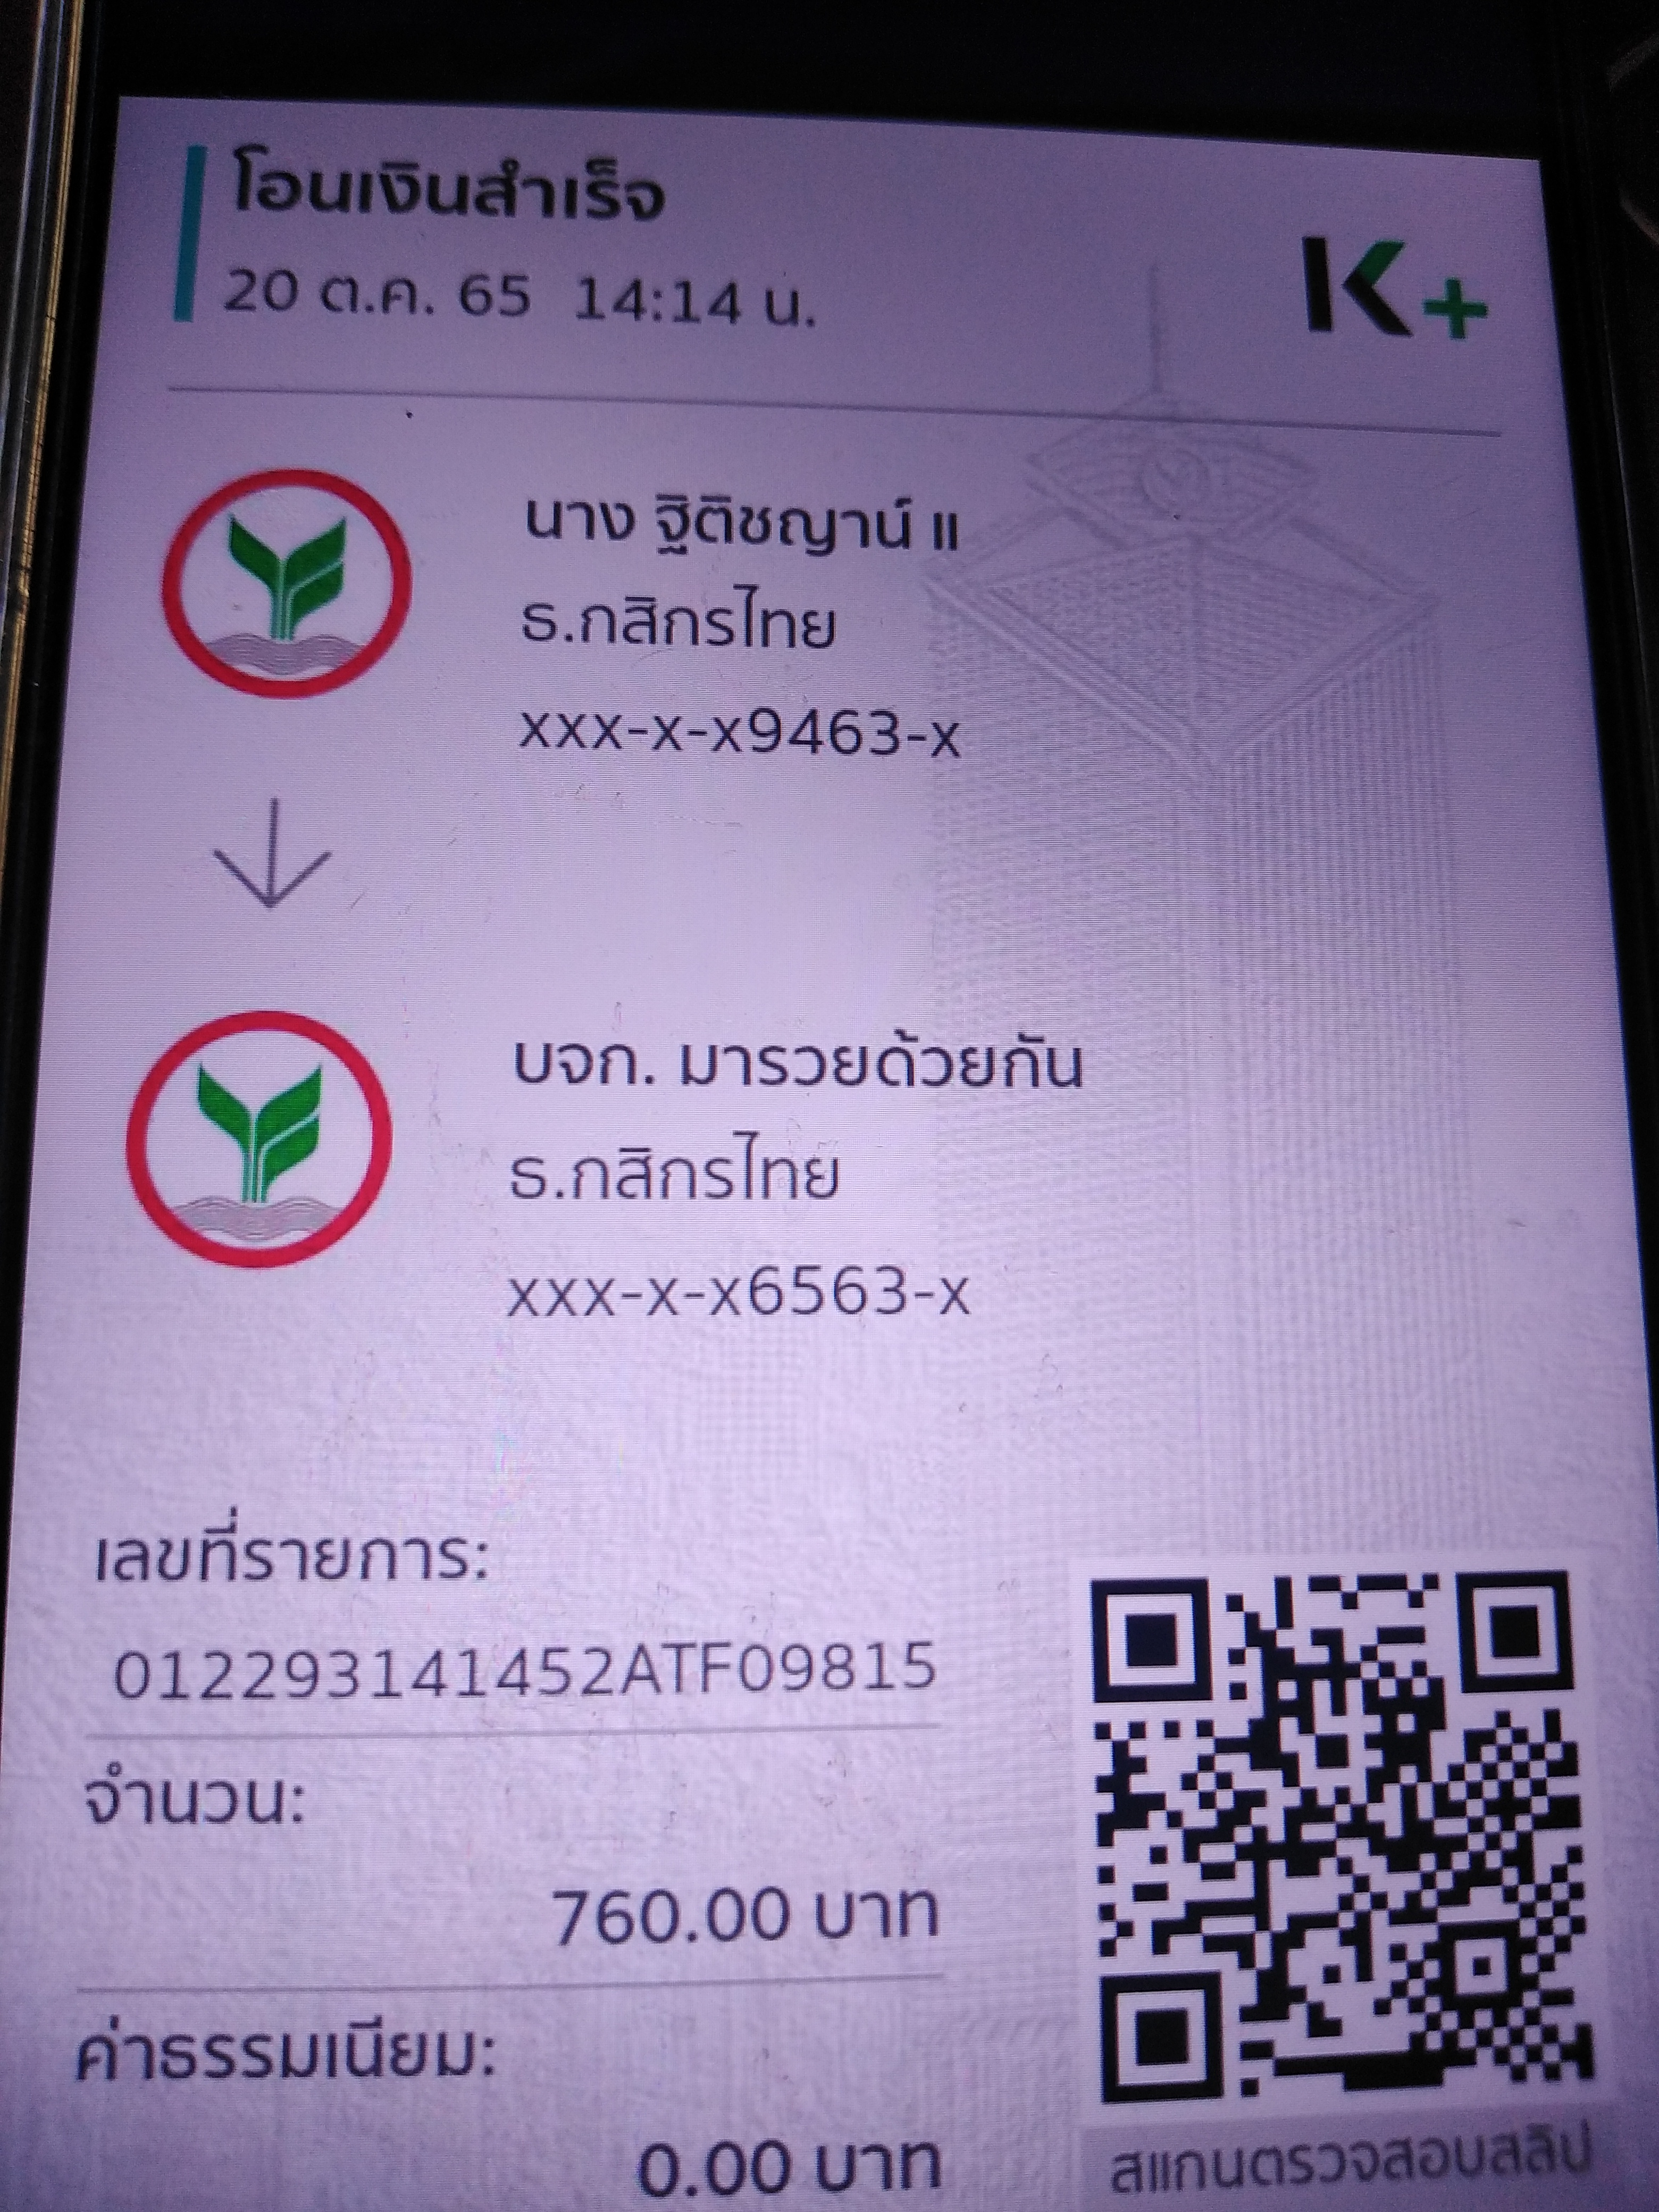 โอนเงินสำเร็จ
20 ต.ค. 65 14:14 น.
K+
นาง ฐิติชญาน์ แ
ธ.กสิกรไทย
xxx-x-x9463-x
บจก. มารวยด้วยกัน
ธ.กสิกรไทย
xxx-x-x6563-x
เลขที่รายการ:
012293141452ATF09815
จำนวน:
760.00 บาท
ค่าธรรมเนียม:
0.00 บาท
สแกนตรวจสอบสลิป